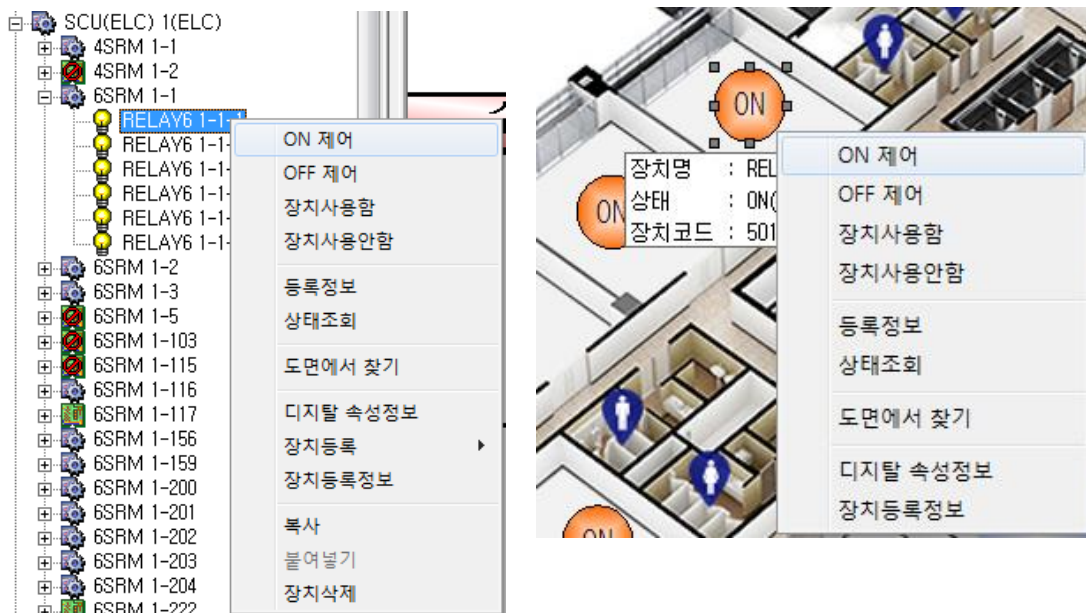 SCU(ELC) 1(ELC)
4SRM 1-1
4SRM 1-2
6SRM 1-1
RELAY6 1-1-1
RELAY6 1-1-
RELAY6 1-1-
RELAY6 1-1-
RELAY6 1-1-
RELAY6 1-1-
6SRM 1-2
6SRM 1-3
6SRM 1-5
6SRM 1-103
6SRM 1-115
6SRM 1-116
6SRM 1-117
6SRM 1-156
6SRM 1-159
6SRM 1-200
6SRM 1-201
6SRM 1-202
6SRM 1-203
6SRM 1-204
6SRM 1-222
ON 제어
OFF 제어
장치사용함
장치사용안함
등록정보
상태조회
도면에서 찾기
디지탈 속성정보
장치등록
장치등록정보
복사
붙여넣기
장치삭제
ON
ON
장치명 : REL
상태 : ON(
장치코드 : 501
ON 제어
OFF 제어
장치사용함
장치사용안함
등록정보
상태조회
도면에서 찾기
디지탈 속성정보
장치등록정보
ON